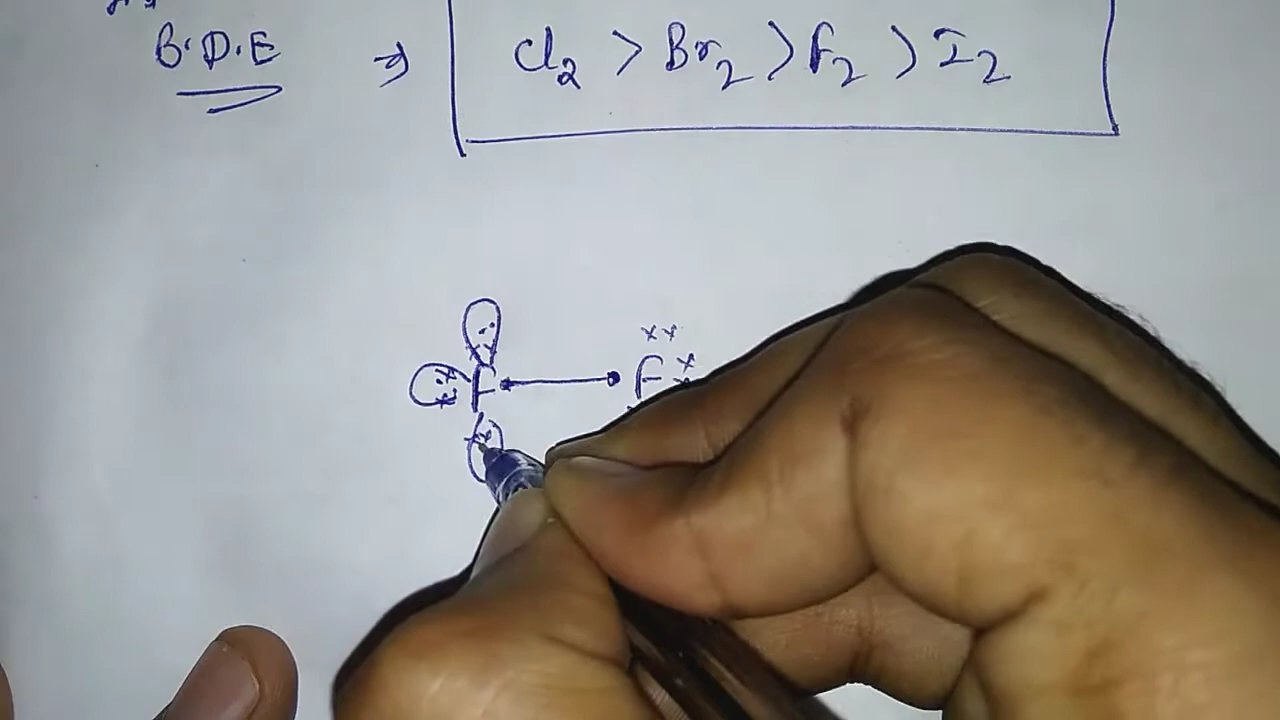 B.D.E ⇒ Cl₂ > Br₂ > F₂ > I₂
F F